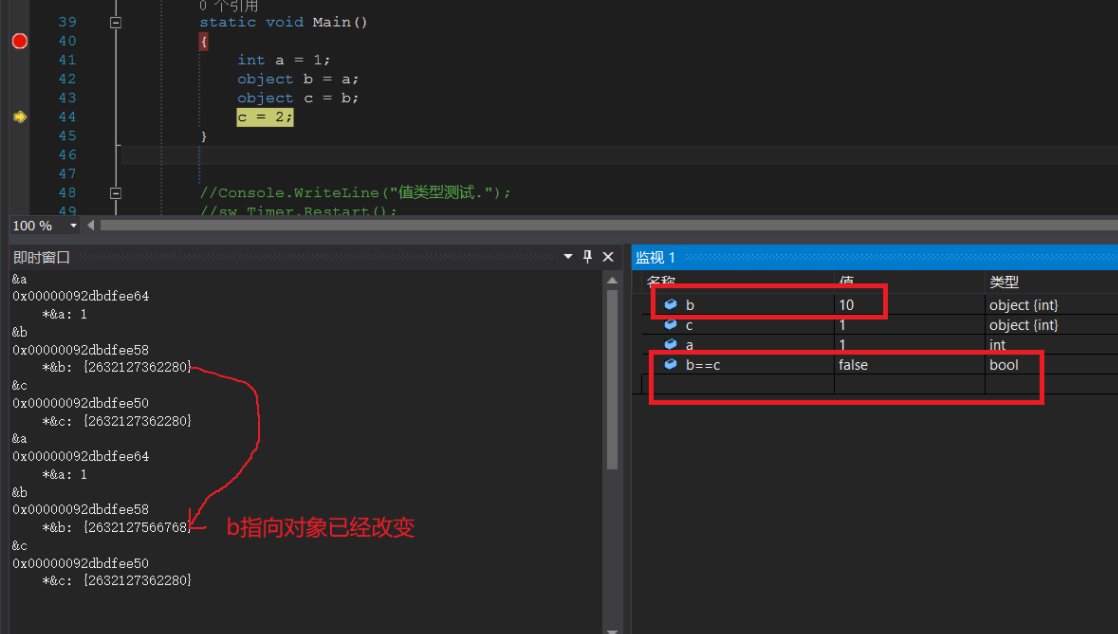 0 个引用
39 static void Main()
40 {
41 int a = 1;
42 object b = a;
43 object c = b;
44 c = 2;
45 }
46
47
48 //Console.WriteLine("值类型测试.");
49 //sw_Timer.Restart();
100 %
即时窗口
&a
0x00000092dbdfee64
*&a: 1
&b
0x00000092dbdfee58
*&b: {2632127362280}
&c
0x00000092dbdfee50
*&c: {2632127362280}
&a
0x00000092dbdfee64
*&a: 1
&b
0x00000092dbdfee58
*&b: {2632127566768}
b指向对象已经改变
&c
0x00000092dbdfee50
*&c: {2632127362280}
监视 1
名称 值 类型
b 10 object {int}
c 1 object {int}
a 1 int
b==c false bool